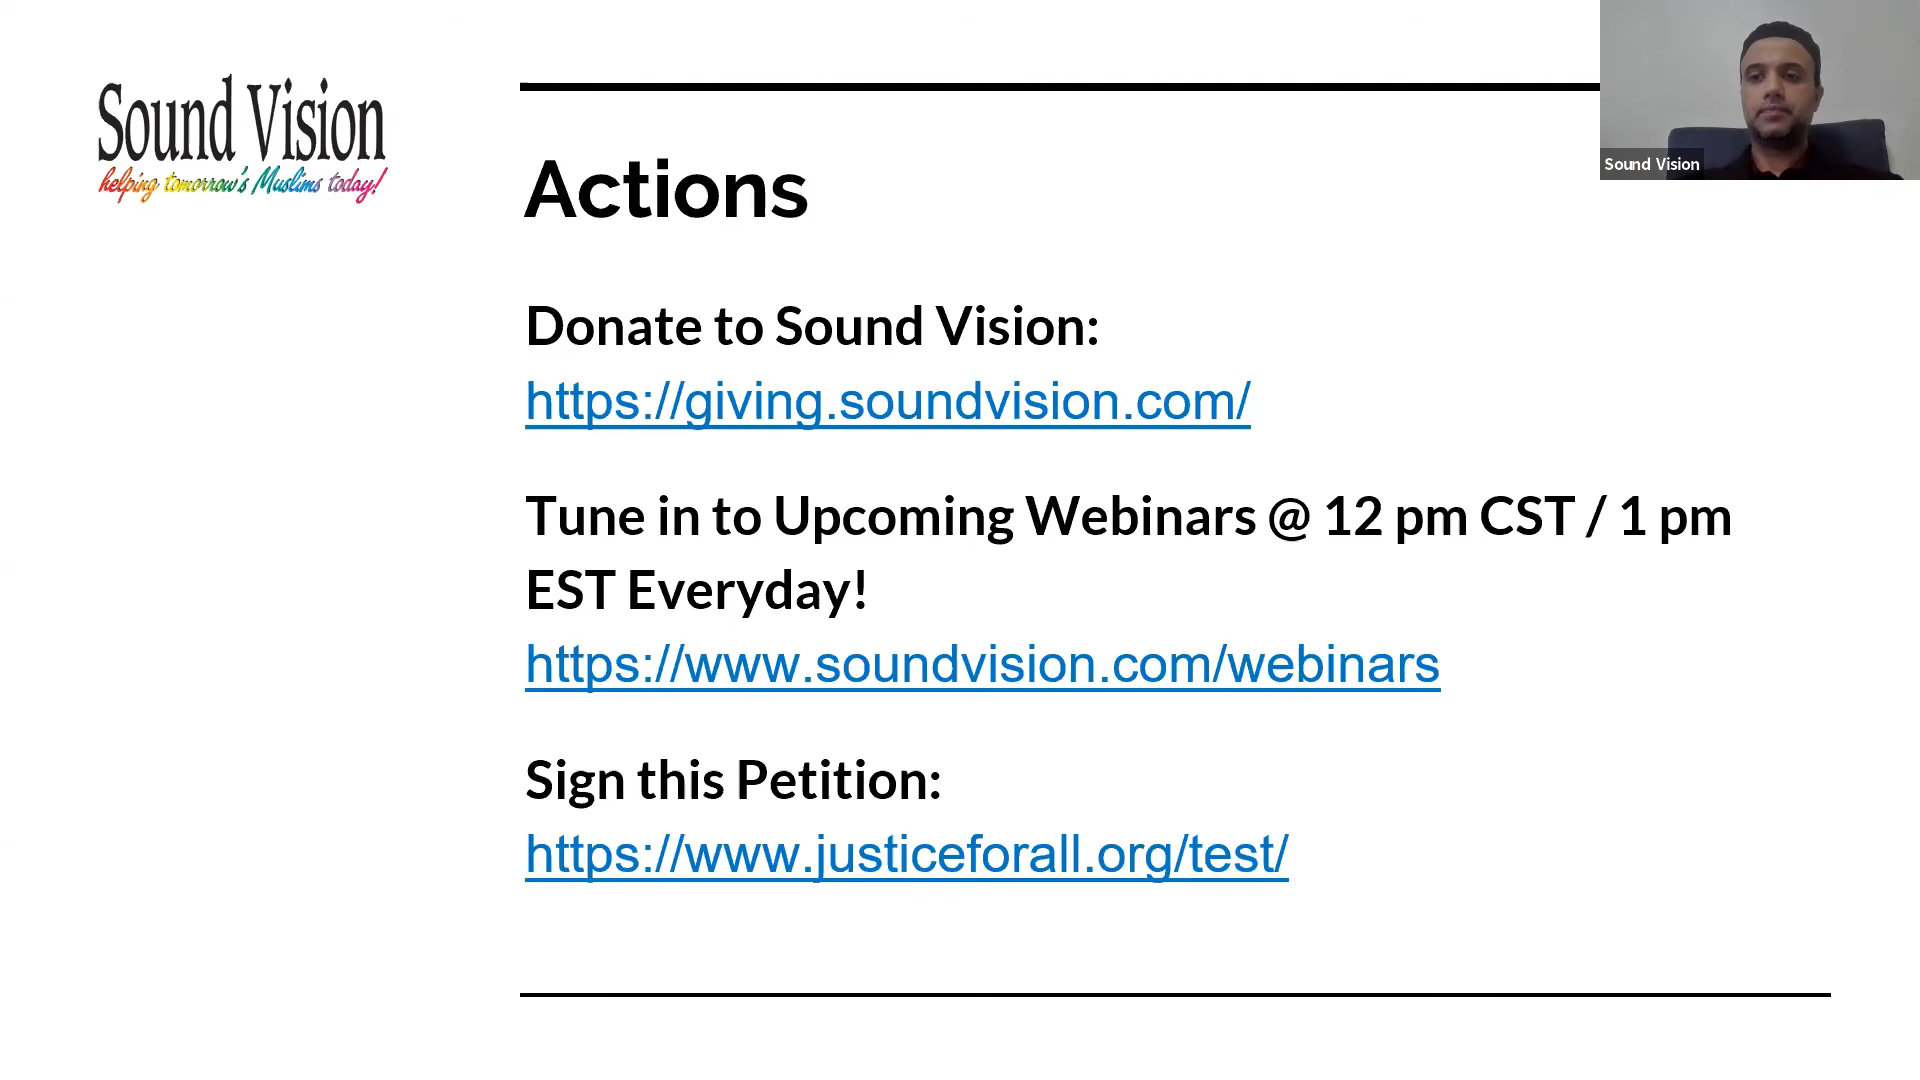 Sound Vision
helping tomorrow's Muslims today!
Actions
Sound Vision
Donate to Sound Vision:
https://giving.soundvision.com/
Tune in to Upcoming Webinars @ 12 pm CST / 1 pm
EST Everyday!
https://www.soundvision.com/webinars
Sign this Petition:
https://www.justiceforall.org/test/